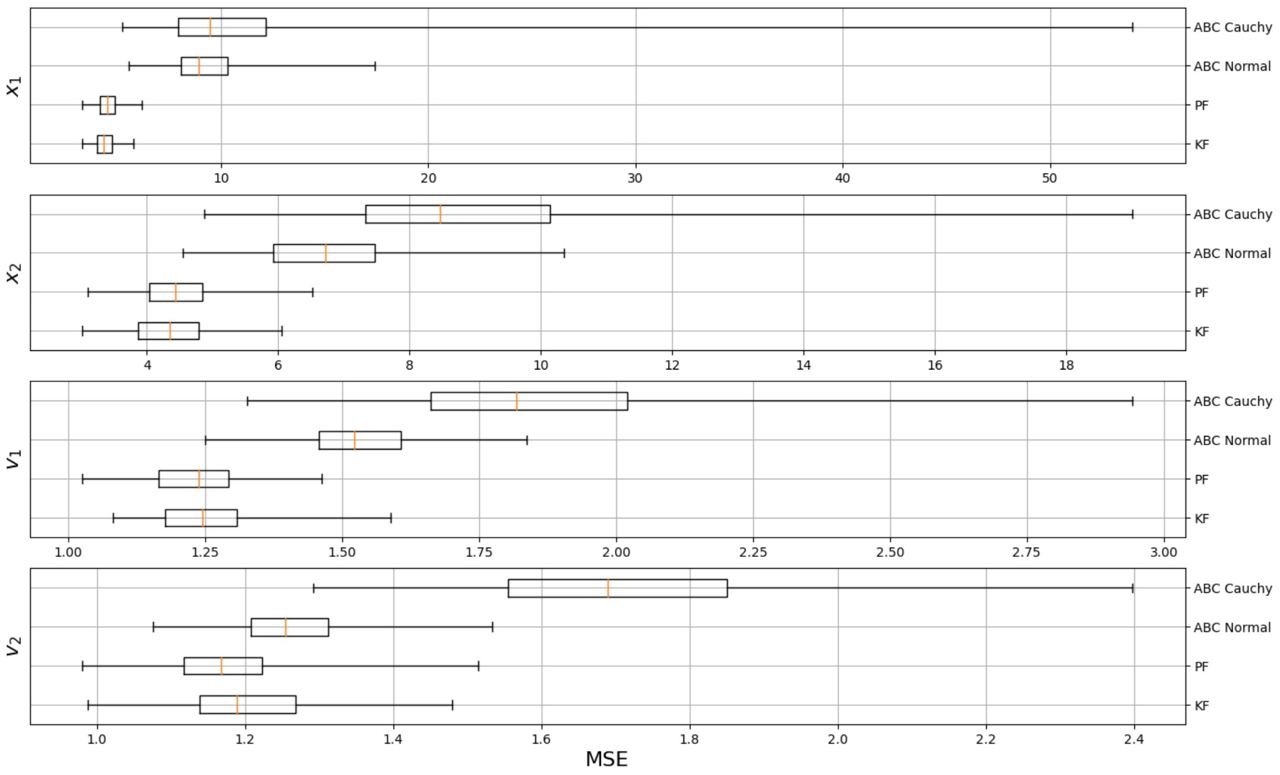 x1
ABC Cauchy
ABC Normal
PF
KF
10 20 30 40 50
x2
ABC Cauchy
ABC Normal
PF
KF
4 6 8 10 12 14 16 18
v1
ABC Cauchy
ABC Normal
PF
KF
1.00 1.25 1.50 1.75 2.00 2.25 2.50 2.75 3.00
v2
ABC Cauchy
ABC Normal
PF
KF
1.0 1.2 1.4 1.6 1.8 2.0 2.2 2.4
MSE